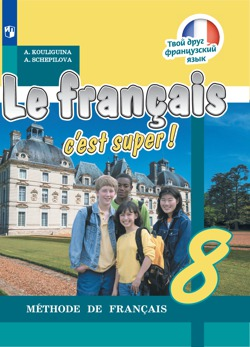 A. KOULIGUINA
A. SCHEPILOVA
Твой друг
французский
язык
Le français
c'est super!
8
MÉTHODE DE FRANÇAIS